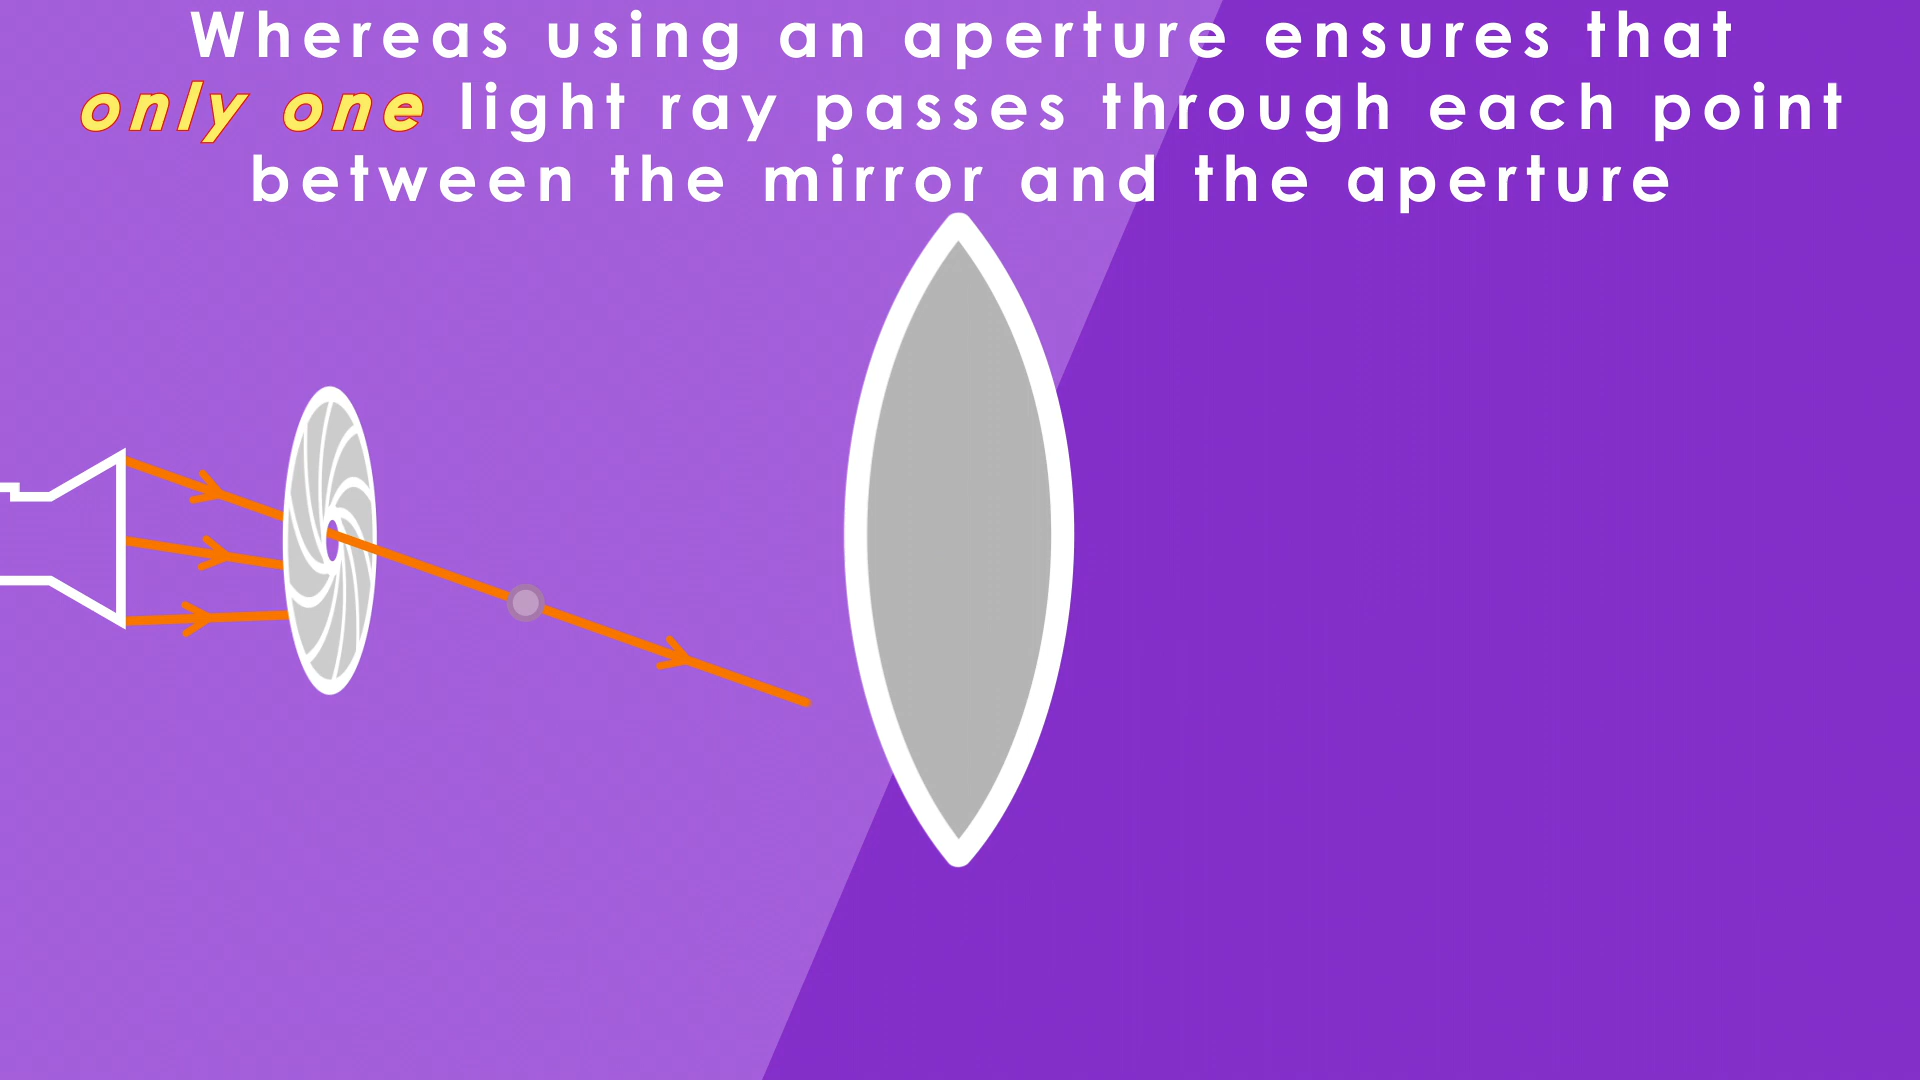 Whereas using an aperture ensures that
only one light ray passes through each point
between the mirror and the aperture